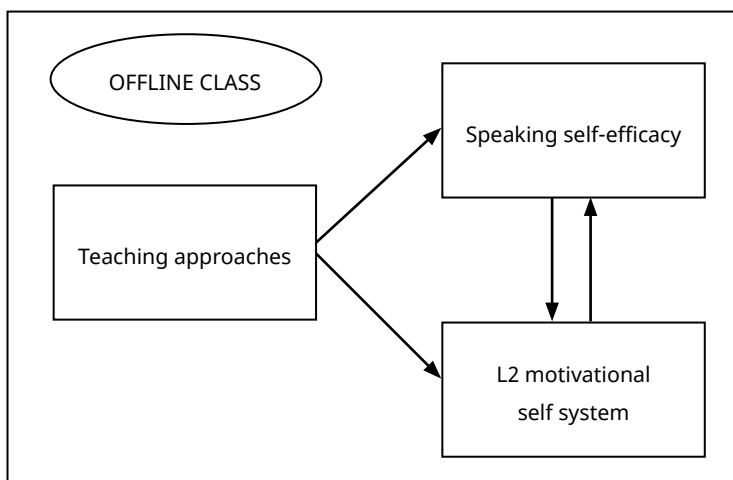 OFFLINE CLASS
Speaking self-efficacy
Teaching approaches
L2 motivational
self system